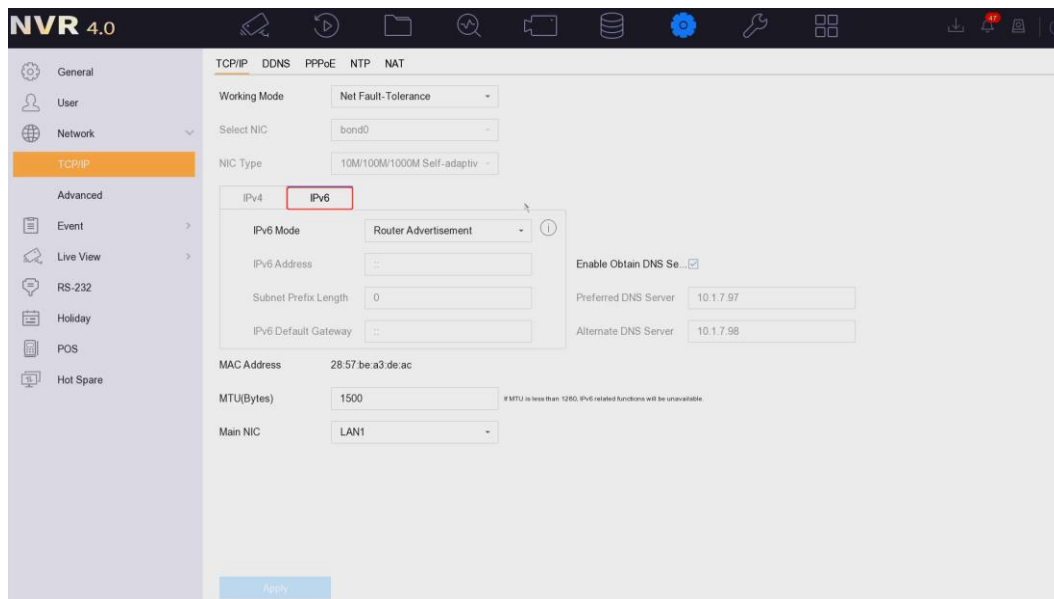 NVR 4.0
47
General
User
Network
TCP/IP
Advanced
Event
Live View
RS-232
Holiday
POS
Hot Spare
TCP/IP DDNS PPPoE NTP NAT
Working Mode Net Fault-Tolerance
Select NIC bond0
NIC Type 10M/100M/1000M Self-adaptiv
IPv4 IPv6
IPv6 Mode Router Advertisement
IPv6 Address :: Enable Obtain DNS Se...
Subnet Prefix Length 0 Preferred DNS Server 10.1.7.97
IPv6 Default Gateway :: Alternate DNS Server 10.1.7.98
MAC Address 28:57:be:a3:de:ac
MTU(Bytes) 1500 If MTU is less than 1280, IPv6 related functions will be unavailable.
Main NIC LAN1
Apply